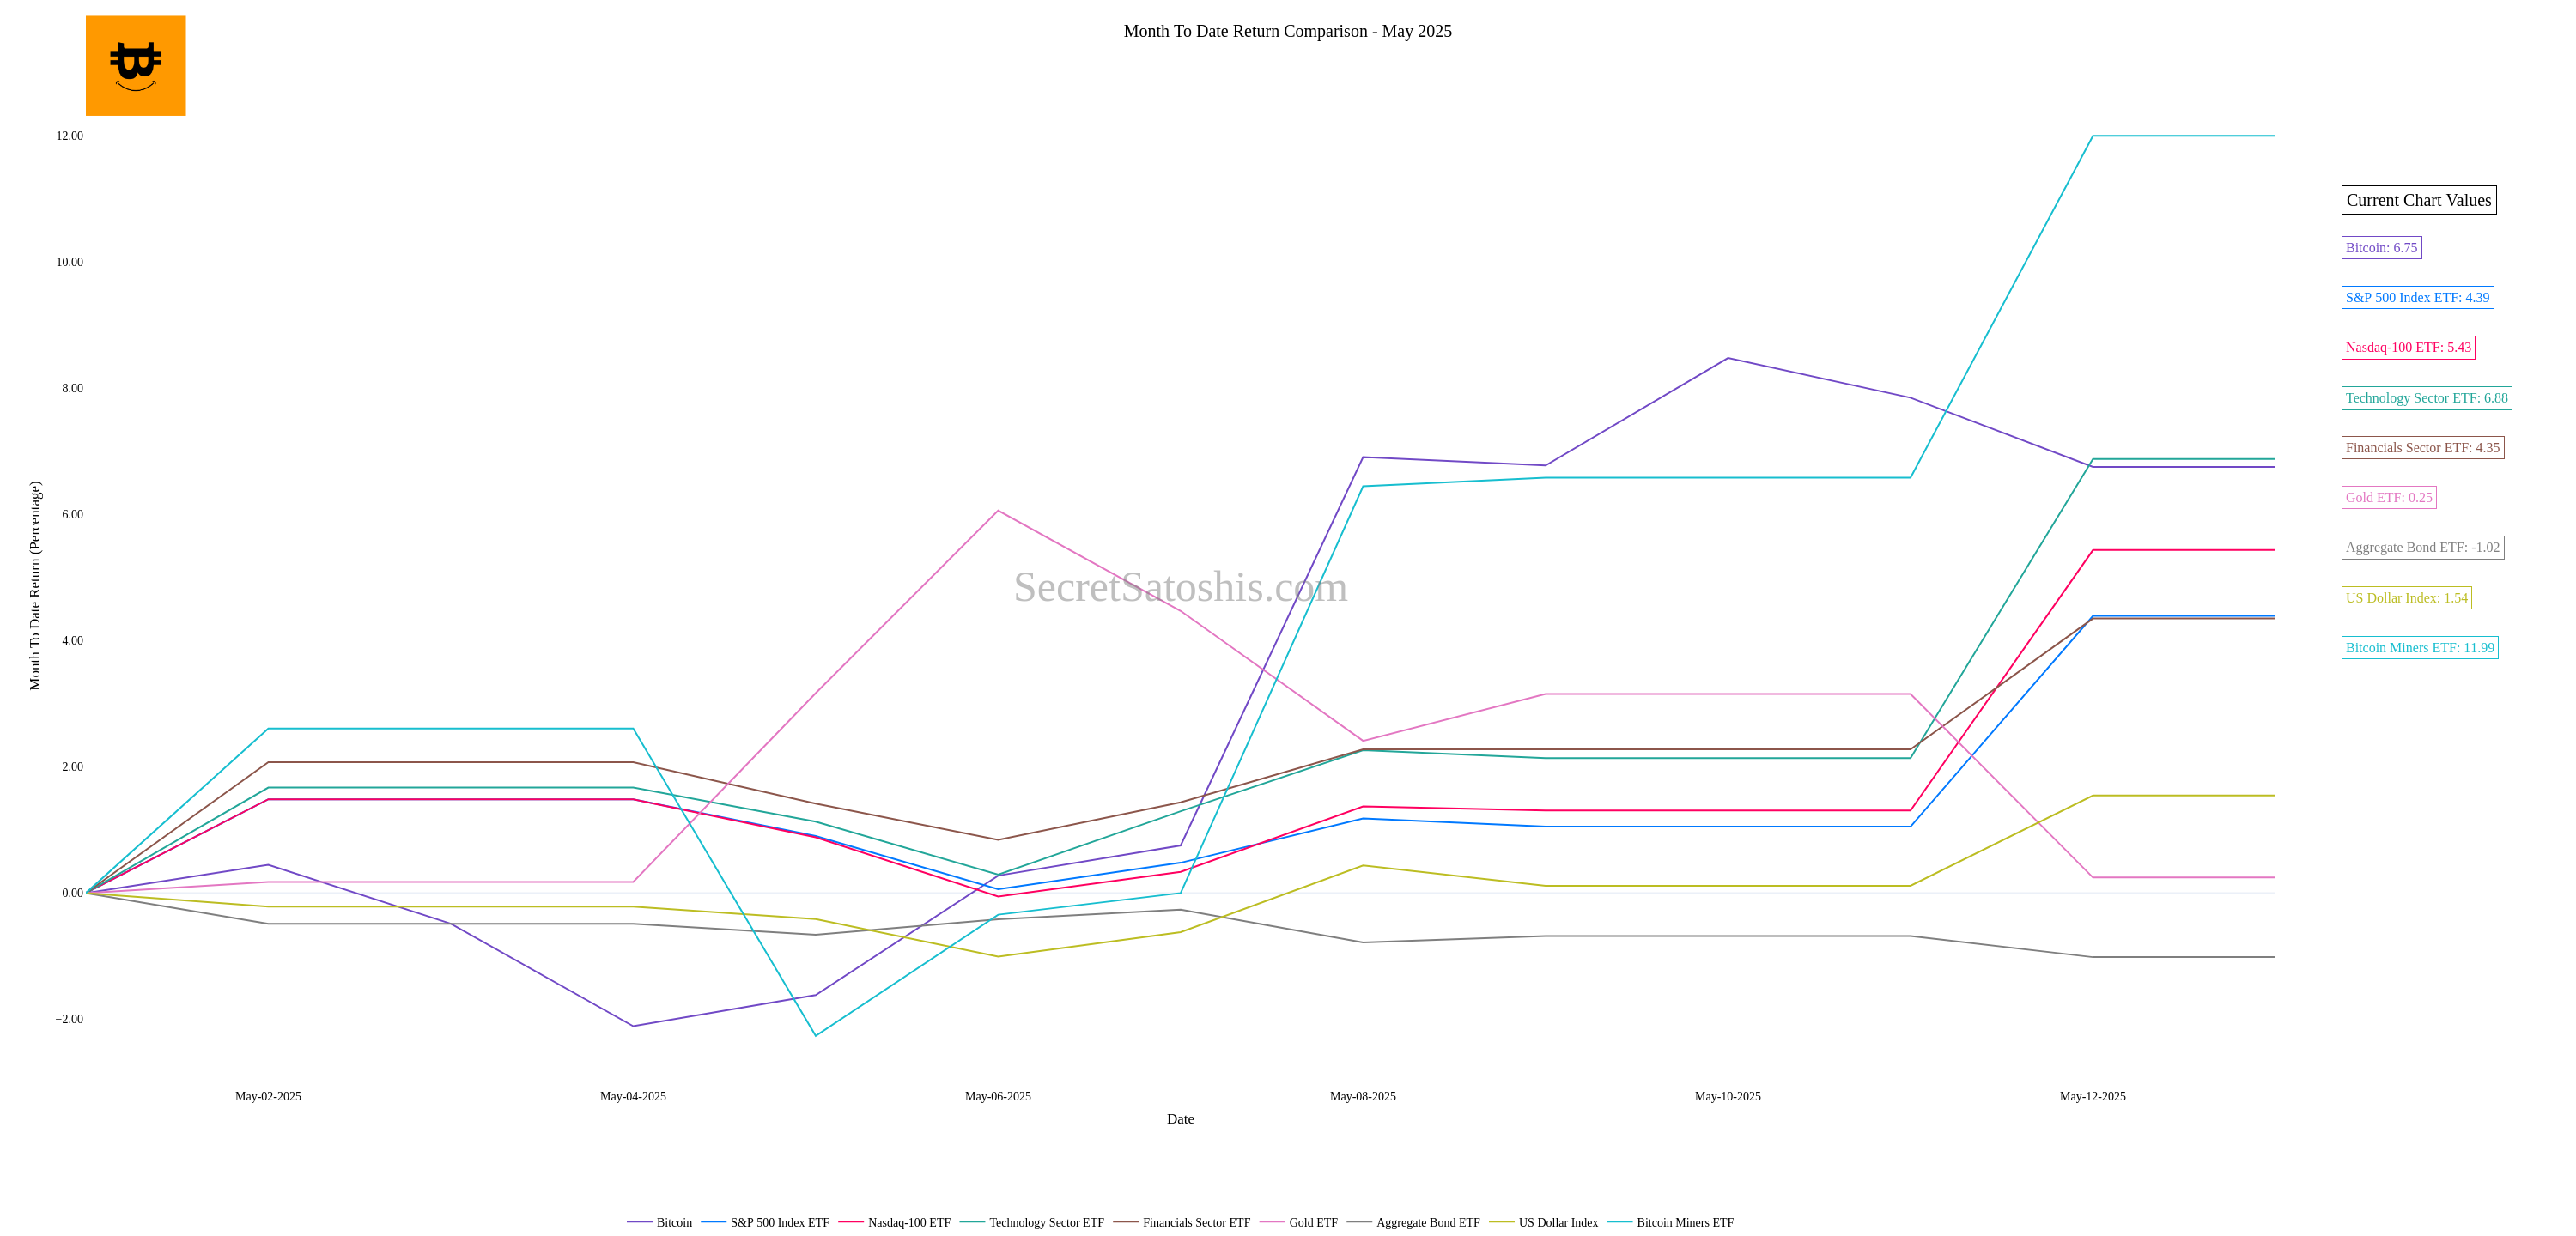 Month To Date Return Comparison - May 2025
12.00
10.00
8.00
6.00
4.00
2.00
0.00
−2.00
Month To Date Return (Percentage)
SecretSatoshis.com
Current Chart Values
Bitcoin: 6.75
S&P 500 Index ETF: 4.39
Nasdaq-100 ETF: 5.43
Technology Sector ETF: 6.88
Financials Sector ETF: 4.35
Gold ETF: 0.25
Aggregate Bond ETF: -1.02
US Dollar Index: 1.54
Bitcoin Miners ETF: 11.99
May-02-2025 May-04-2025 May-06-2025 May-08-2025 May-10-2025 May-12-2025
Date
Bitcoin S&P 500 Index ETF Nasdaq-100 ETF Technology Sector ETF Financials Sector ETF Gold ETF Aggregate Bond ETF US Dollar Index Bitcoin Miners ETF